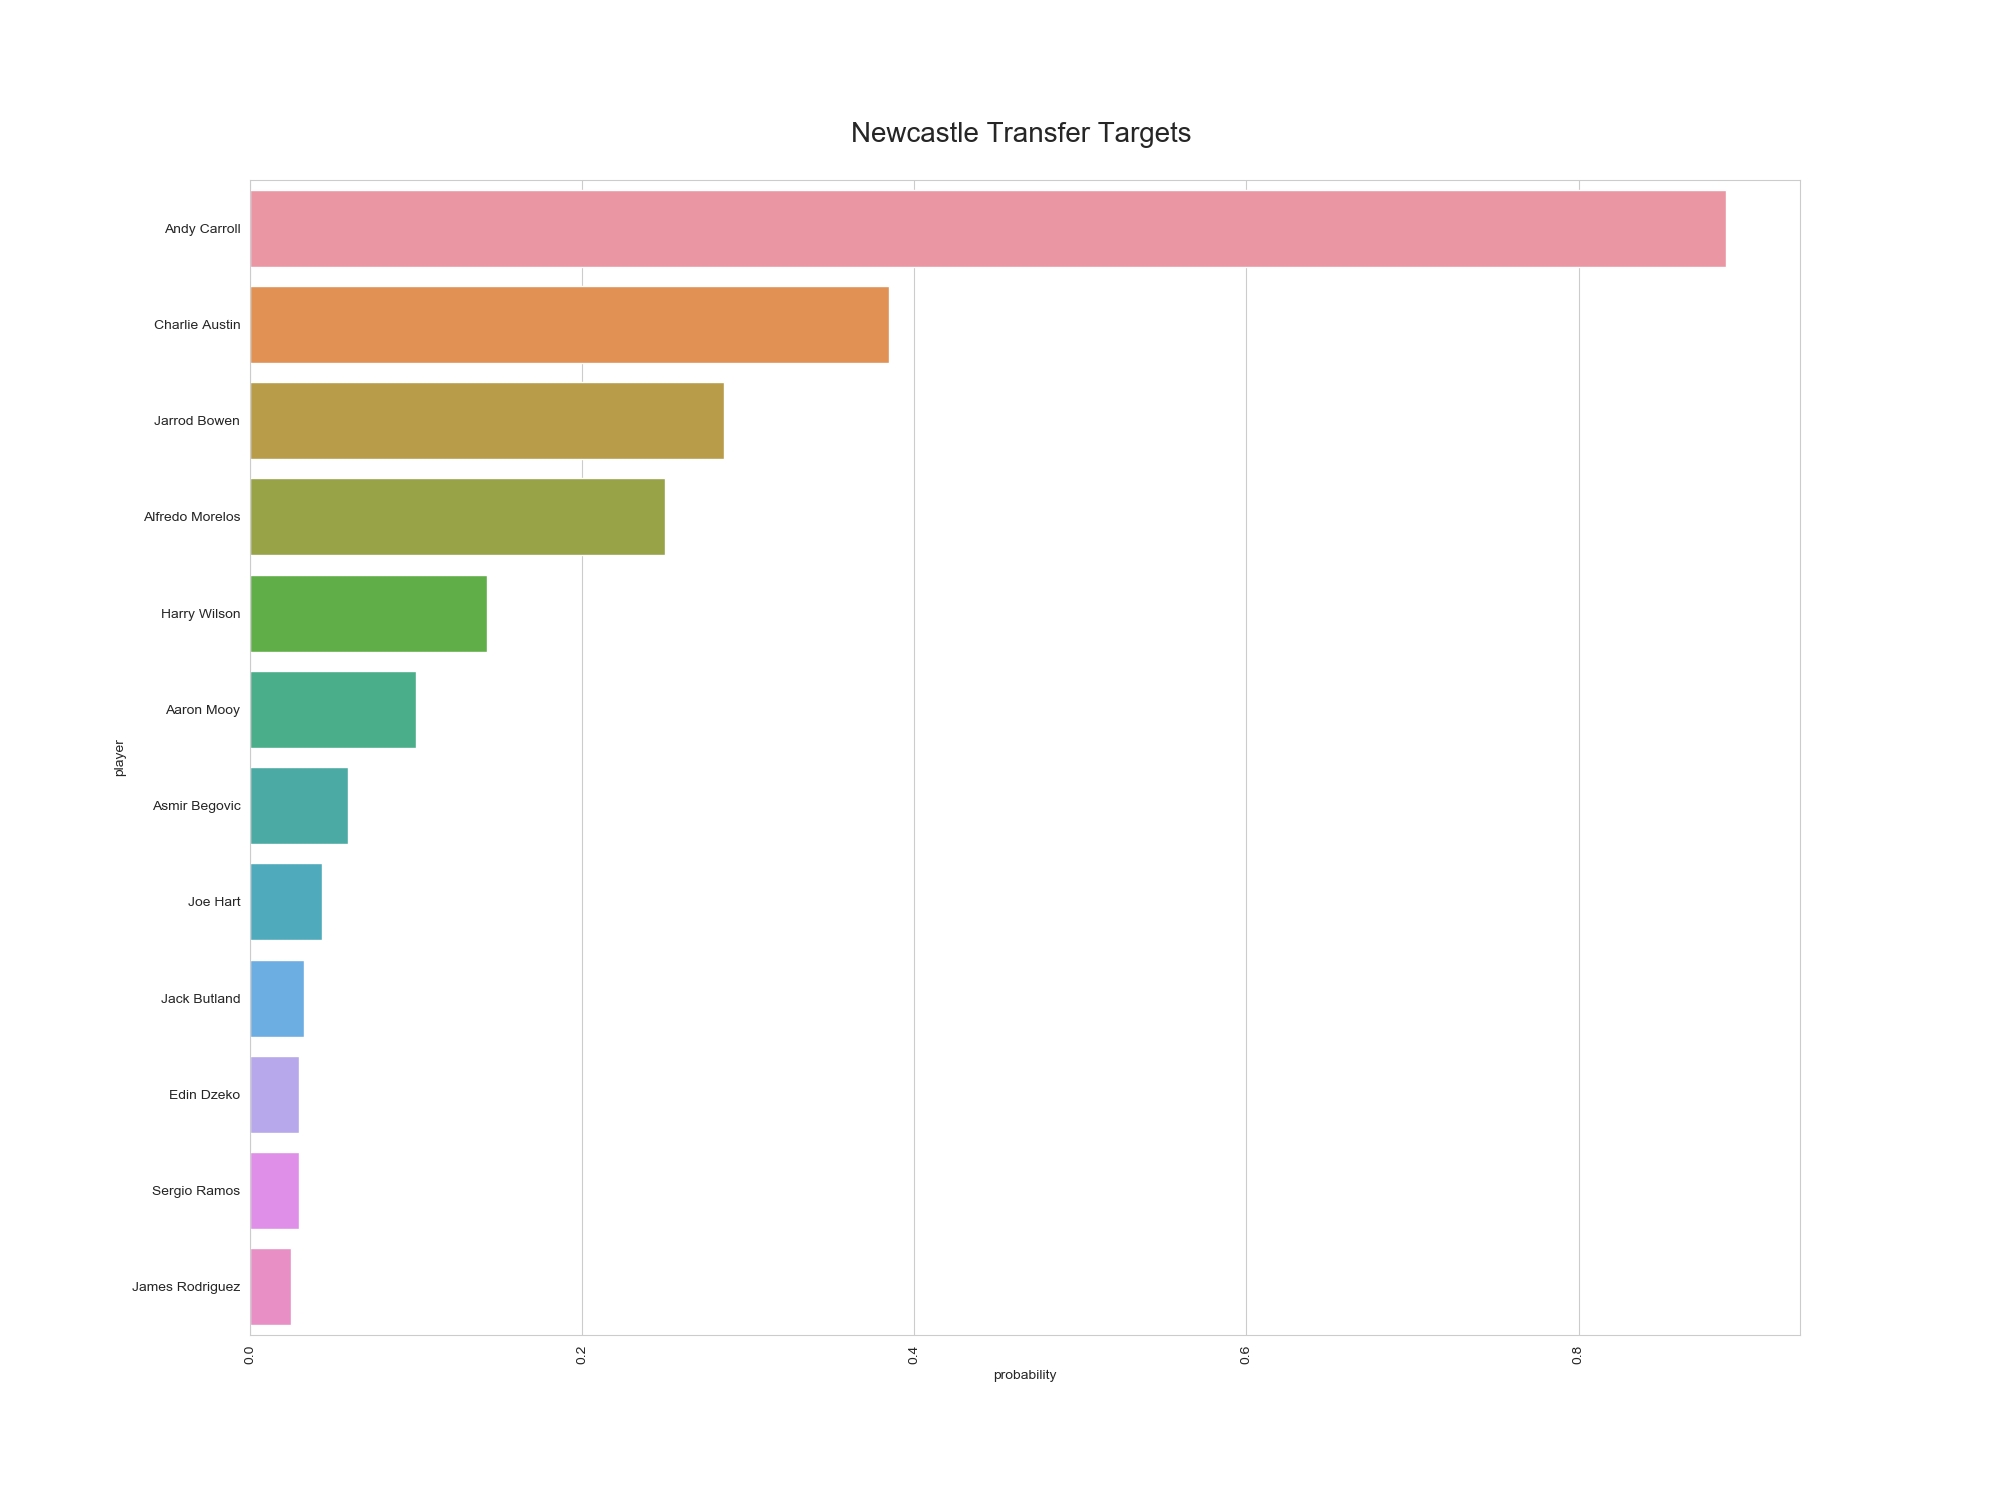 Newcastle Transfer Targets
Andy Carroll
Charlie Austin
Jarrod Bowen
Alfredo Morelos
Harry Wilson
Aaron Mooy
Asmir Begovic
Joe Hart
Jack Butland
Edin Dzeko
Sergio Ramos
James Rodriguez
player
0.0
0.2
0.4
0.6
0.8
probability